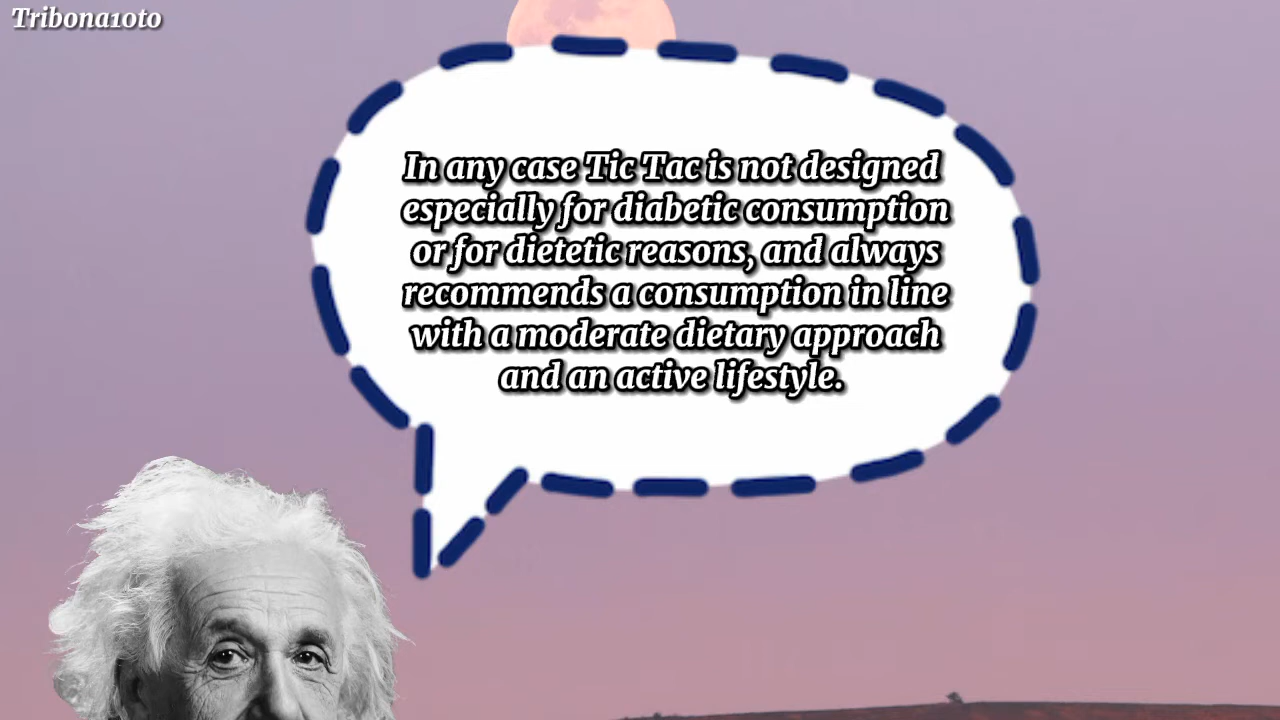 Tribona1oto
In any case Tic Tac is not designed
especially for diabetic consumption
or for dietetic reasons, and always
recommends a consumption in line
with a moderate dietary approach
and an active lifestyle.